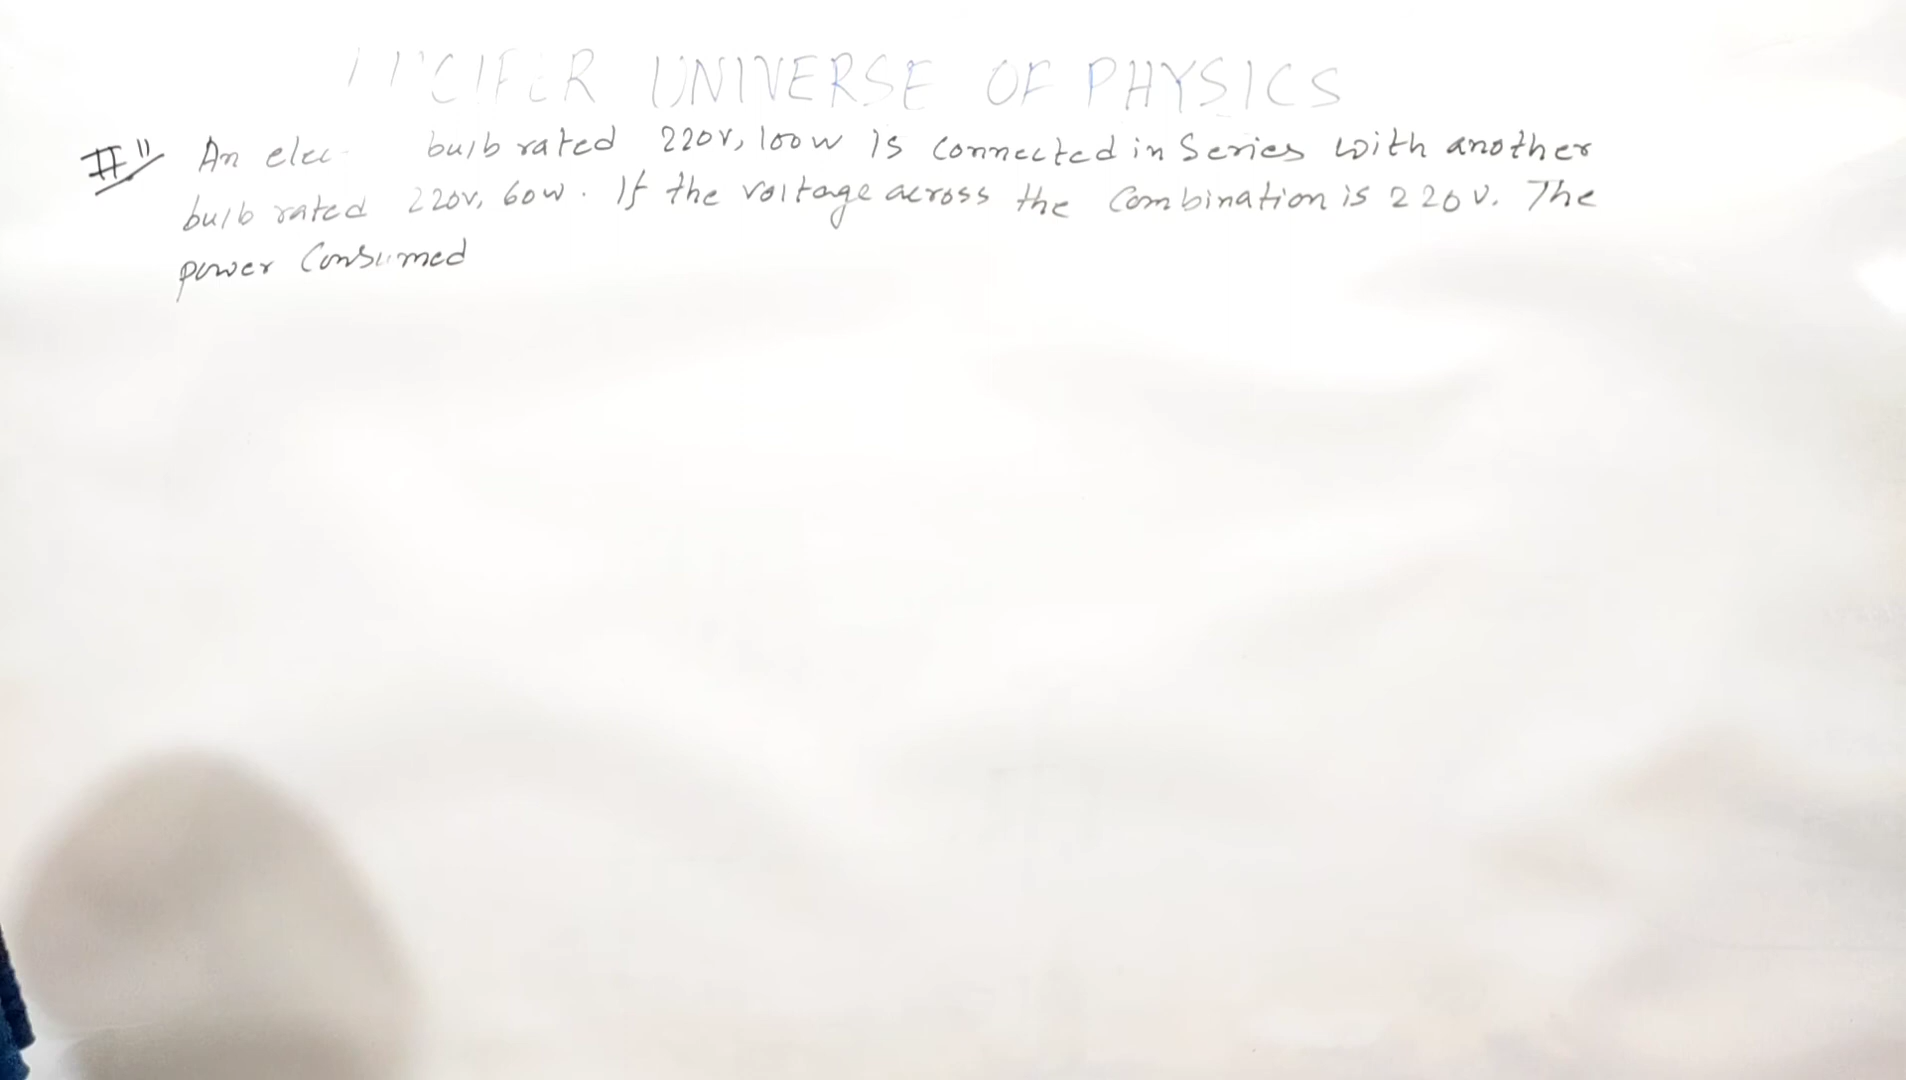 UNIVERSE OF PHYSICS
# An elec bulb rated 220V, 100W is connected in Series with another
bulb rated 220V, 60W. If the voltage across the Combination is 220V. The
power Consumed